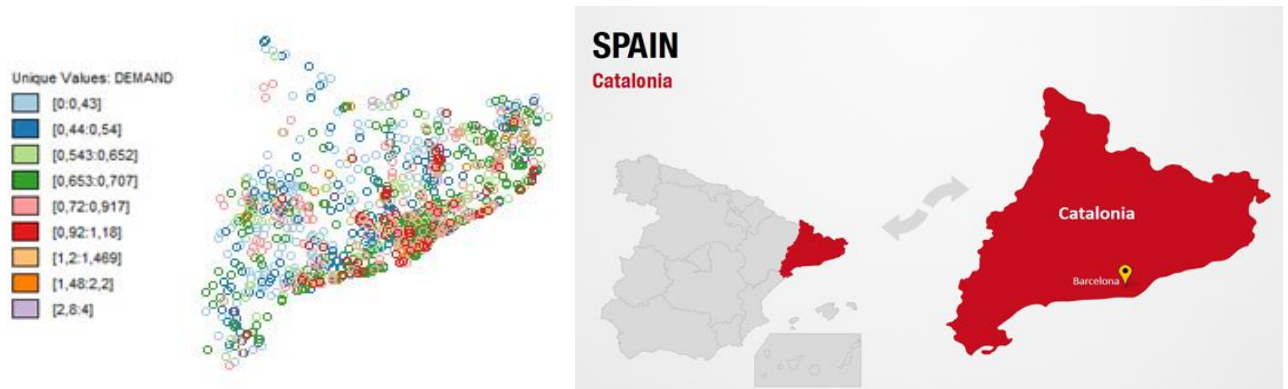 Unique Values: DEMAND
[0:0,43]
[0,44:0,54]
[0,543:0,652]
[0,653:0,707]
[0,72:0,917]
[0,92:1,18]
[1,2:1,469]
[1,48:2,2]
[2,8:4]
SPAIN
Catalonia
Catalonia
Barcelona